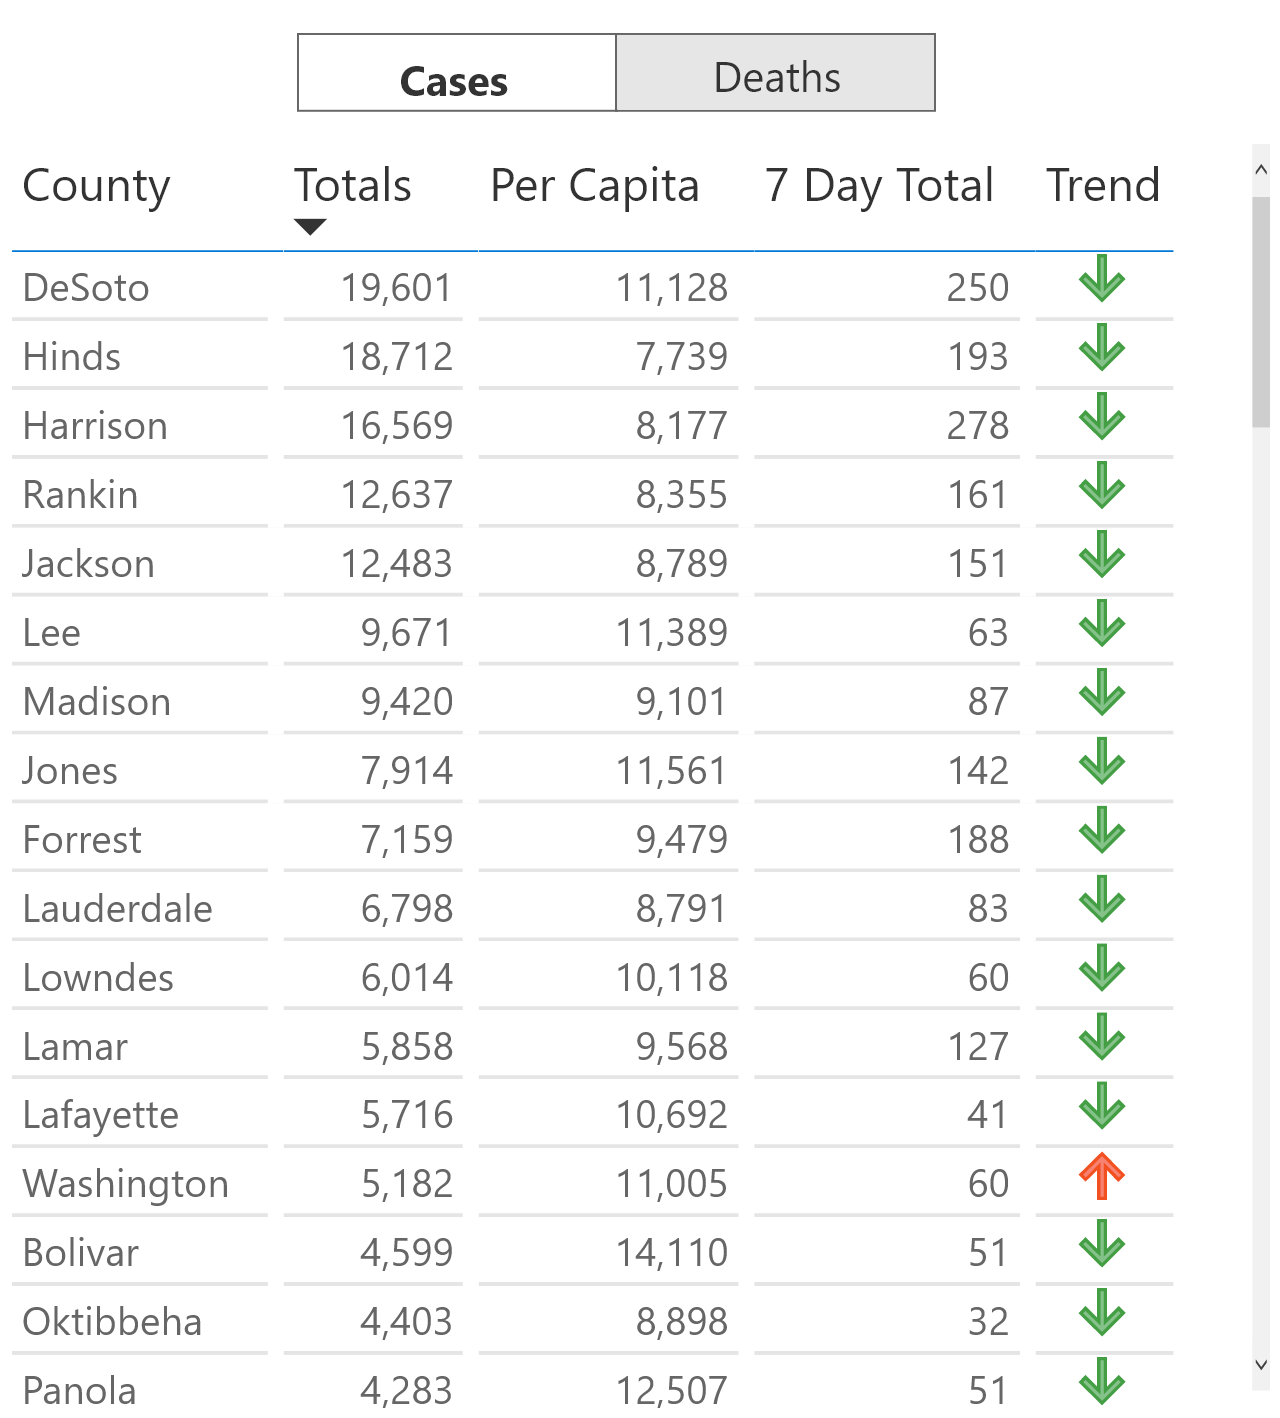 Cases Deaths
County Totals Per Capita 7 Day Total Trend
DeSoto 19,601 11,128 250
Hinds 18,712 7,739 193
Harrison 16,569 8,177 278
Rankin 12,637 8,355 161
Jackson 12,483 8,789 151
Lee 9,671 11,389 63
Madison 9,420 9,101 87
Jones 7,914 11,561 142
Forrest 7,159 9,479 188
Lauderdale 6,798 8,791 83
Lowndes 6,014 10,118 60
Lamar 5,858 9,568 127
Lafayette 5,716 10,692 41
Washington 5,182 11,005 60
Bolivar 4,599 14,110 51
Oktibbeha 4,403 8,898 32
Panola 4,283 12,507 51